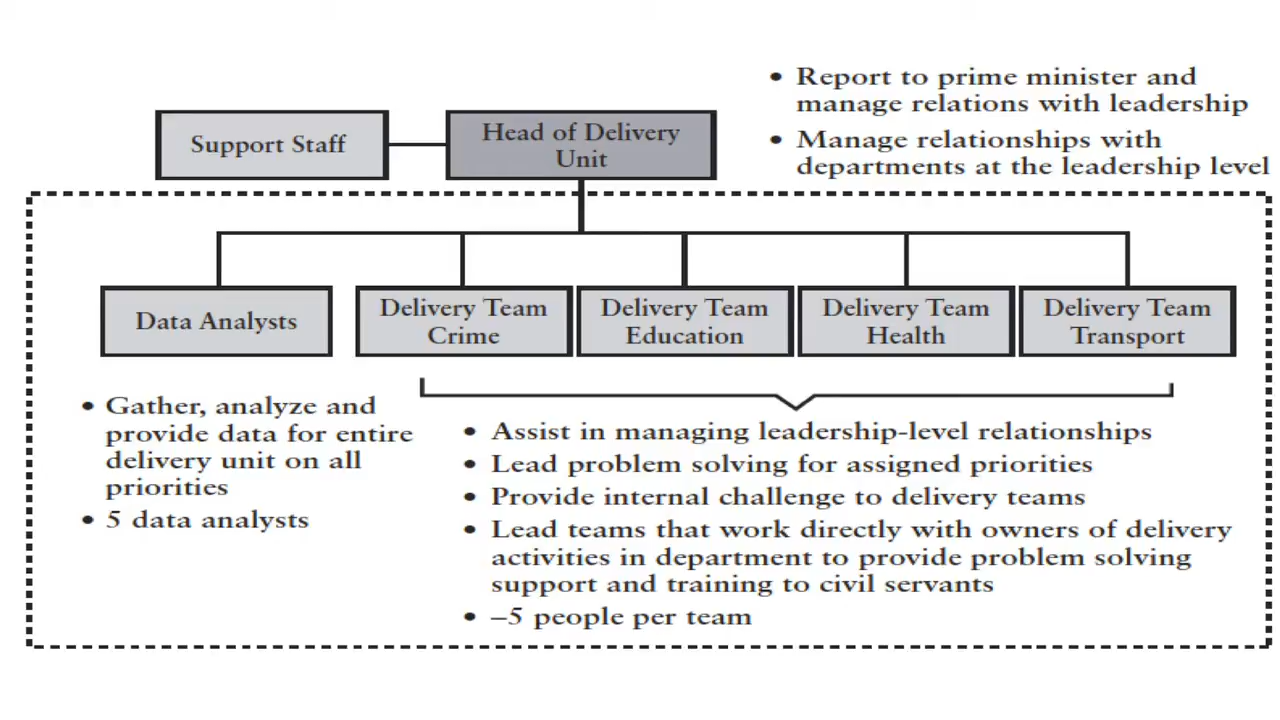 • Report to prime minister and
manage relations with leadership
• Manage relationships with
departments at the leadership level
Support Staff
Head of Delivery
Unit
Data Analysts
Delivery Team
Crime
Delivery Team
Education
Delivery Team
Health
Delivery Team
Transport
• Gather, analyze and
provide data for entire
delivery unit on all
priorities
• 5 data analysts
• Assist in managing leadership-level relationships
• Lead problem solving for assigned priorities
• Provide internal challenge to delivery teams
• Lead teams that work directly with owners of delivery
activities in department to provide problem solving
support and training to civil servants
• –5 people per team